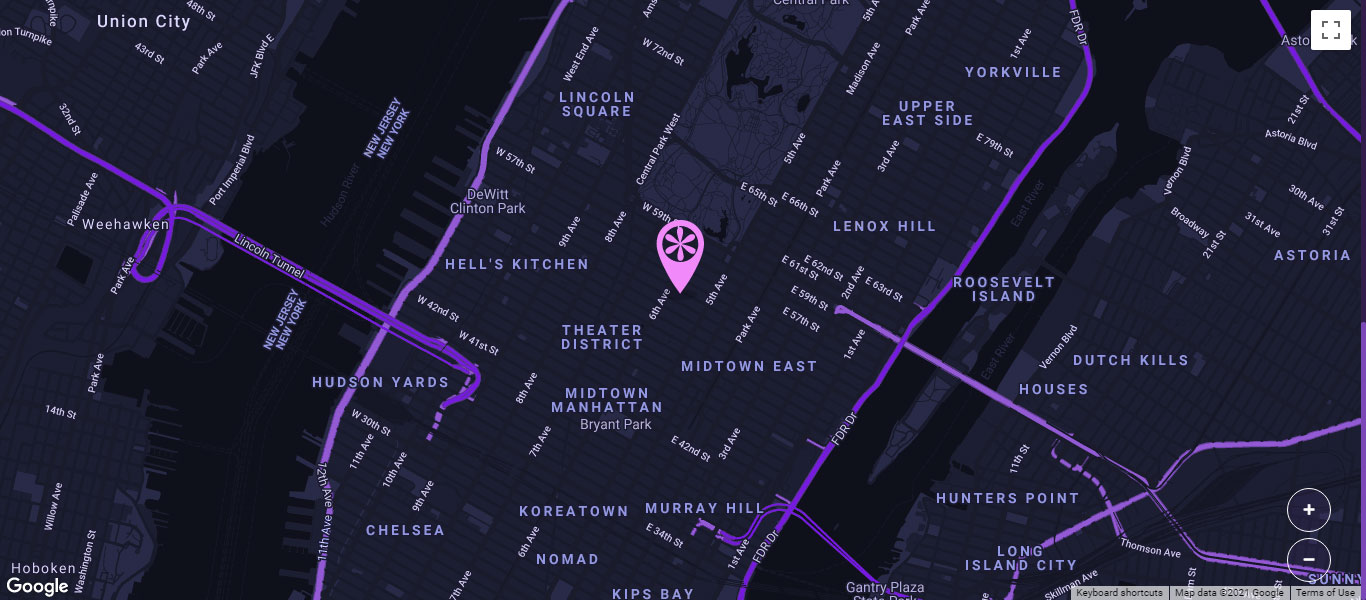 Union City
48th St
Central Park
5th Ave
Park Ave
FDR Dr
JFK Blvd E
43rd St
Park Ave
West End Ave
W 72nd St
Madison Ave
1st Ave
YORKVILLE
LINCOLN
SQUARE
UPPER
EAST SIDE
32nd St
NEW JERSEY
NEW YORK
Port Imperial Blvd
Central Park West
5th Ave
3rd Ave
E 79th St
21st St
Astoria Blvd
W 57th St
Hudson River
Palisade Ave
DeWitt
Clinton Park
E 65th St
E 66th St
Park Ave
Vernon Blvd
30th Ave
East River
Weehawken
9th Ave
8th Ave
W 59th
LENOX HILL
Broadway
31st Ave
31st St
21st St
Lincoln Tunnel
HELL'S KITCHEN
ASTORIA
Park Ave
E 61st St
E 62nd St
2nd Ave
E 63rd St
ROOSEVELT
ISLAND
NEW JERSEY
NEW YORK
W 42nd St
6th Ave
5th Ave
E 59th St
E 57th St
THEATER
DISTRICT
Park Ave
W 41st St
1st Ave
East River
Vernon Blvd
DUTCH KILLS
MIDTOWN EAST
Park Ave
HUDSON YARDS
8th Ave
HOUSES
MIDTOWN
MANHATTAN
Bryant Park
14th St
W 30th St
7th Ave
E 42nd St
3rd Ave
FDR Dr
11th Ave
10th Ave
11th St
9th Ave
12th Ave
HUNTERS POINT
Willow Ave
KOREATOWN
MURRAY HILL
CHELSEA
11th Ave
6th Ave
E 34th St
NOMAD
1st Ave
FDR Dr
LONG
ISLAND CITY
Thomson Ave
Washington St
Hoboken
7th Ave
KIPS BAY
Gantry Plaza
State Park
Skillman Ave
Google
Keyboard shortcuts
Map data ©2021 Google
Terms of Use